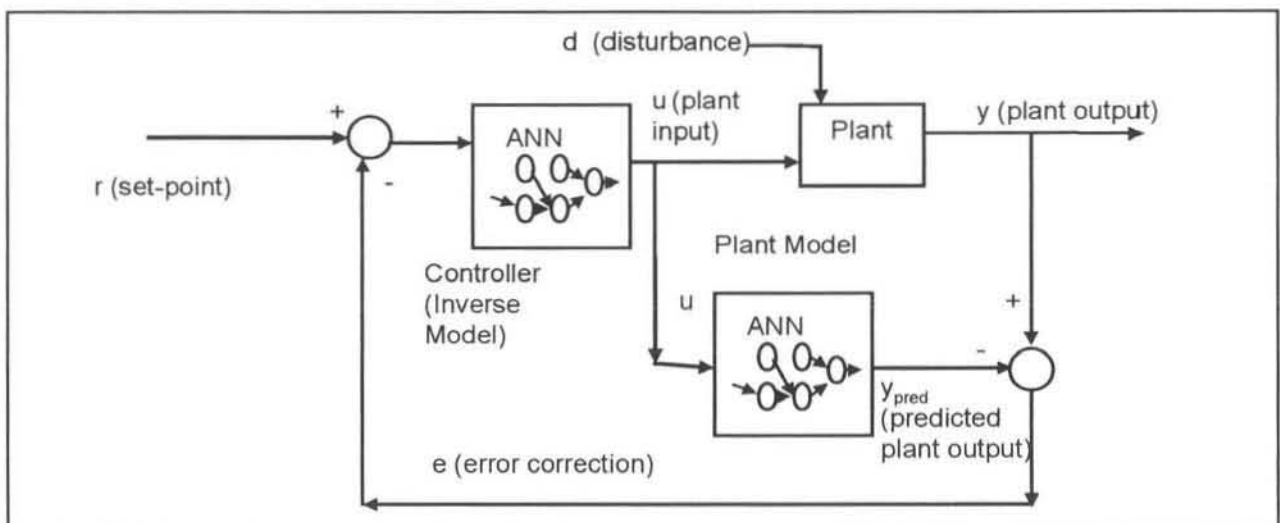 d (disturbance)
+
u (plant
input)
Plant
y (plant output)
ANN
-
r (set-point)
Plant Model
Controller
(Inverse
Model)
u
+
ANN
-
y_pred
(predicted
plant output)
e (error correction)